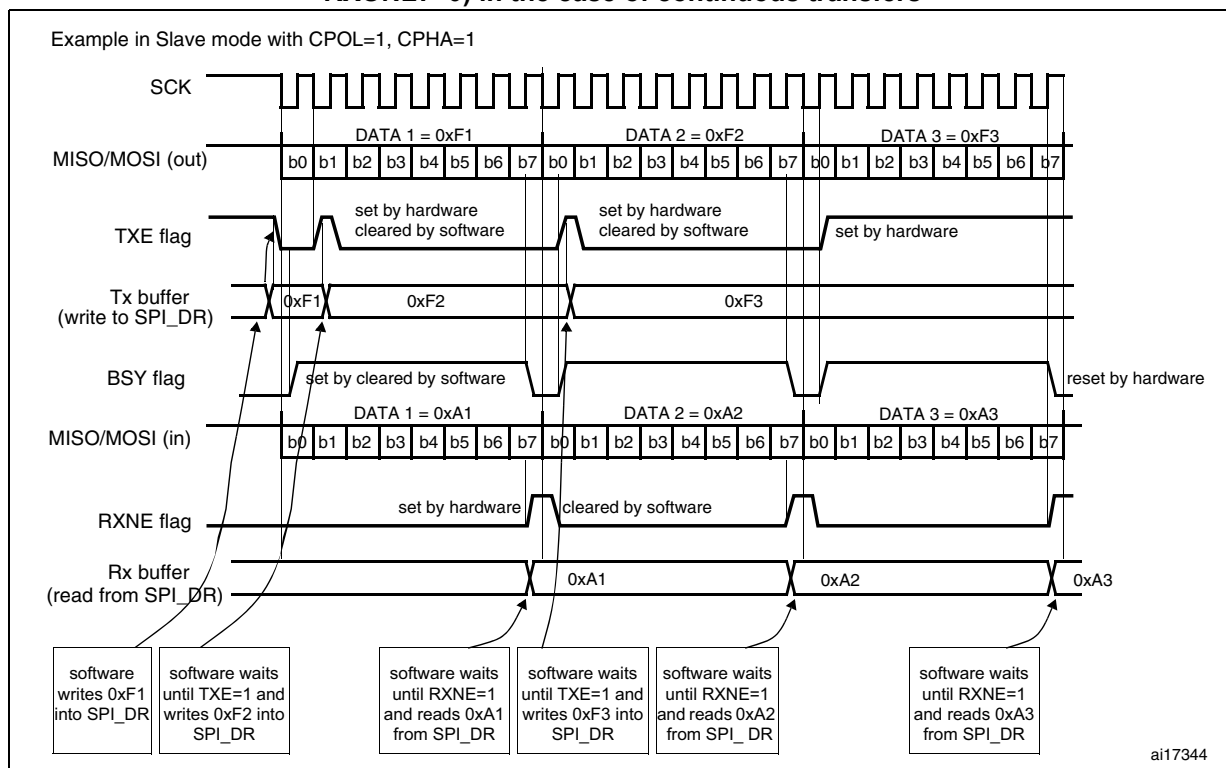 RXONLY=0) in the case of continuous transfers
Example in Slave mode with CPOL=1, CPHA=1
SCK
DATA 1 = 0xF1
DATA 2 = 0xF2
DATA 3 = 0xF3
MISO/MOSI (out)
b0 b1 b2 b3 b4 b5 b6 b7 b0 b1 b2 b3 b4 b5 b6 b7 b0 b1 b2 b3 b4 b5 b6 b7
TXE flag
set by hardware
cleared by software
set by hardware
cleared by software
set by hardware
Tx buffer
(write to SPI_DR)
0xF1
0xF2
0xF3
BSY flag
set by cleared by software
reset by hardware
DATA 1 = 0xA1
DATA 2 = 0xA2
DATA 3 = 0xA3
MISO/MOSI (in)
b0 b1 b2 b3 b4 b5 b6 b7 b0 b1 b2 b3 b4 b5 b6 b7 b0 b1 b2 b3 b4 b5 b6 b7
RXNE flag
set by hardware
cleared by software
Rx buffer
(read from SPI_DR)
0xA1
0xA2
0xA3
software
writes 0xF1
into SPI_DR
software waits
until TXE=1 and
writes 0xF2 into
SPI_DR
software waits
until RXNE=1
and reads 0xA1
from SPI_DR
software waits
until TXE=1 and
writes 0xF3 into
SPI_DR
software waits
until RXNE=1
and reads 0xA2
from SPI_ DR
software waits
until RXNE=1
and reads 0xA3
from SPI_DR
ai17344